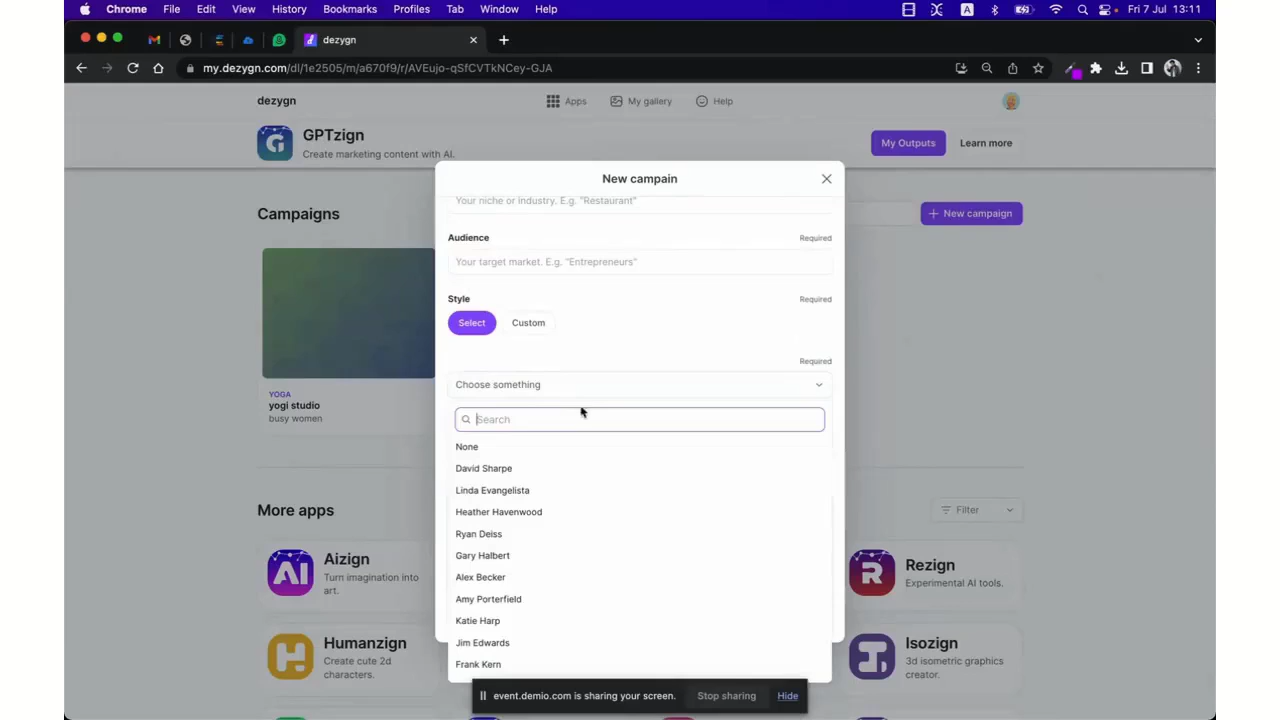 Chrome File Edit View History Bookmarks Profiles Tab Window Help A Fri 7 Jul 13:11
dezygn
my.dezygn.com/dl/1e2505/m/a670f9/r/AVEujo-qSfCVTkNCey-GJA
dezygn Apps My gallery Help
G GPTzign
Create marketing content with AI.
My Outputs Learn more
New campain
Campaigns
New campaign
Your niche or industry. E.g. "Restaurant"
Audience Required
Your target market. E.g. "Entrepreneurs"
Style Required
Select Custom
Required
Choose something
Search
None
David Sharpe
Linda Evangelista
Heather Havenwood
Ryan Deiss
Gary Halbert
Alex Becker
Amy Porterfield
Katie Harp
Jim Edwards
Frank Kern
YOGA
yogi studio
busy women
More apps
Filter
AI Aizign
Turn imagination into
art.
R Rezign
Experimental AI tools.
H Humanzign
Create cute 2d
characters.
I Isozign
3d isometric graphics
creator.
event.demio.com is sharing your screen. Stop sharing Hide